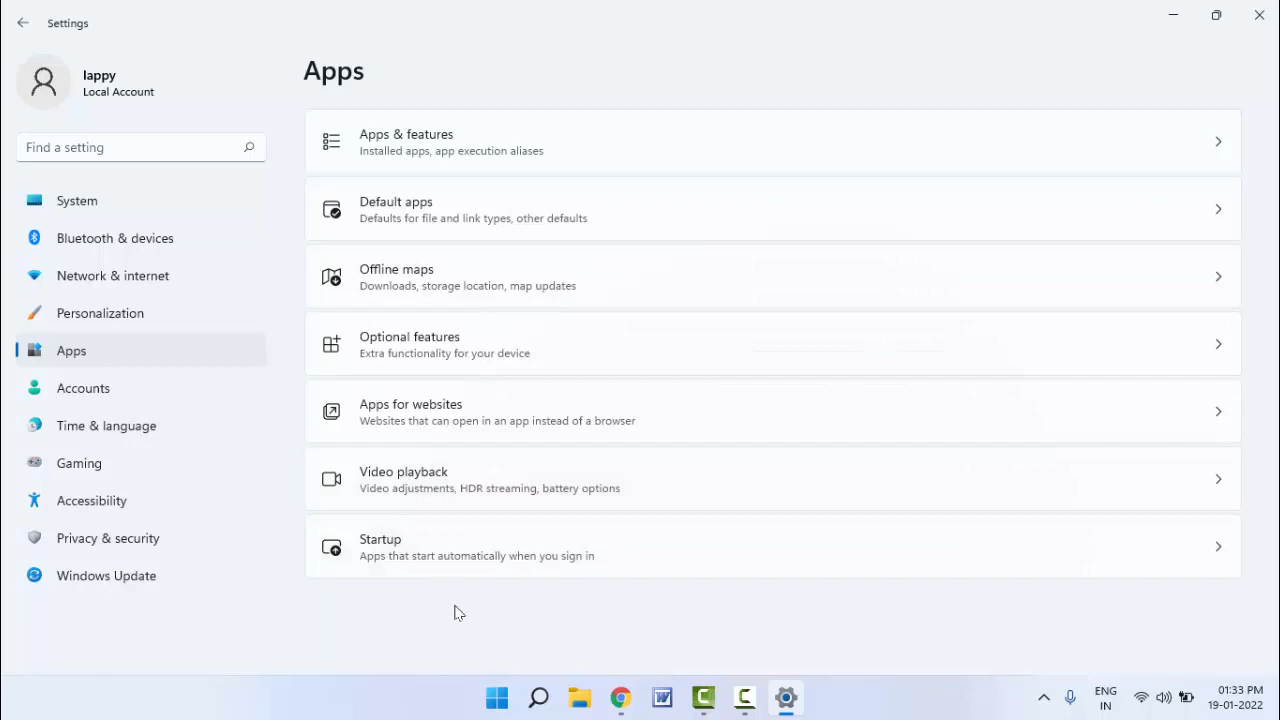 Settings
lappy
Local Account
Find a setting
System
Bluetooth & devices
Network & internet
Personalization
Apps
Accounts
Time & language
Gaming
Accessibility
Privacy & security
Windows Update
Apps
Apps & features
Installed apps, app execution aliases
Default apps
Defaults for file and link types, other defaults
Offline maps
Downloads, storage location, map updates
Optional features
Extra functionality for your device
Apps for websites
Websites that can open in an app instead of a browser
Video playback
Video adjustments, HDR streaming, battery options
Startup
Apps that start automatically when you sign in
ENG
IN
01:33 PM
19-01-2022